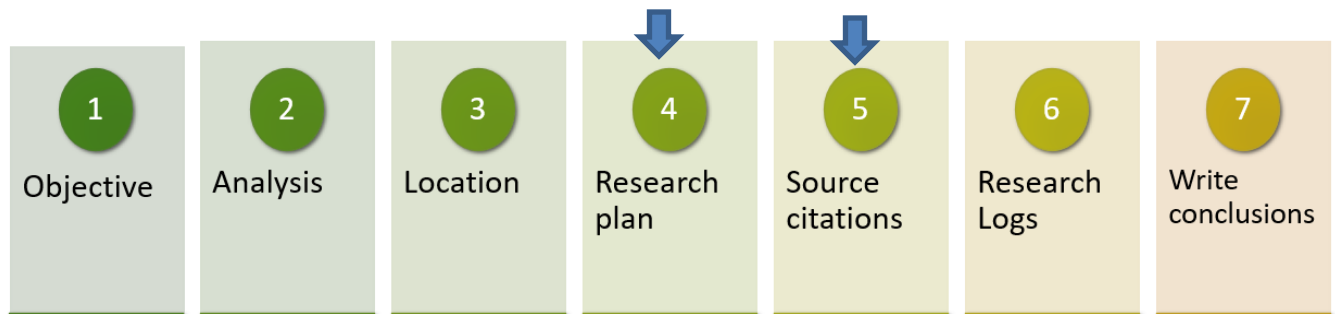 1
Objective
2
Analysis
3
Location
4
Research
plan
5
Source
citations
6
Research
Logs
7
Write
conclusions